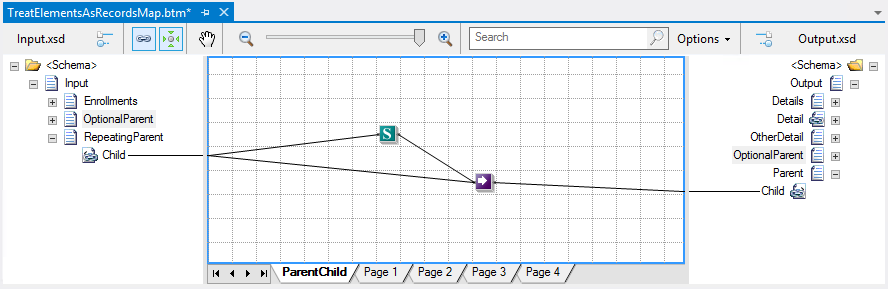 TreatElementsAsRecordsMap.btm*
Input.xsd Search Options Output.xsd
<Schema> <Schema>
Input Output
Enrollments Details
OptionalParent Detail
RepeatingParent OtherDetail
Child S OptionalParent
Parent
Child
ParentChild Page 1 Page 2 Page 3 Page 4